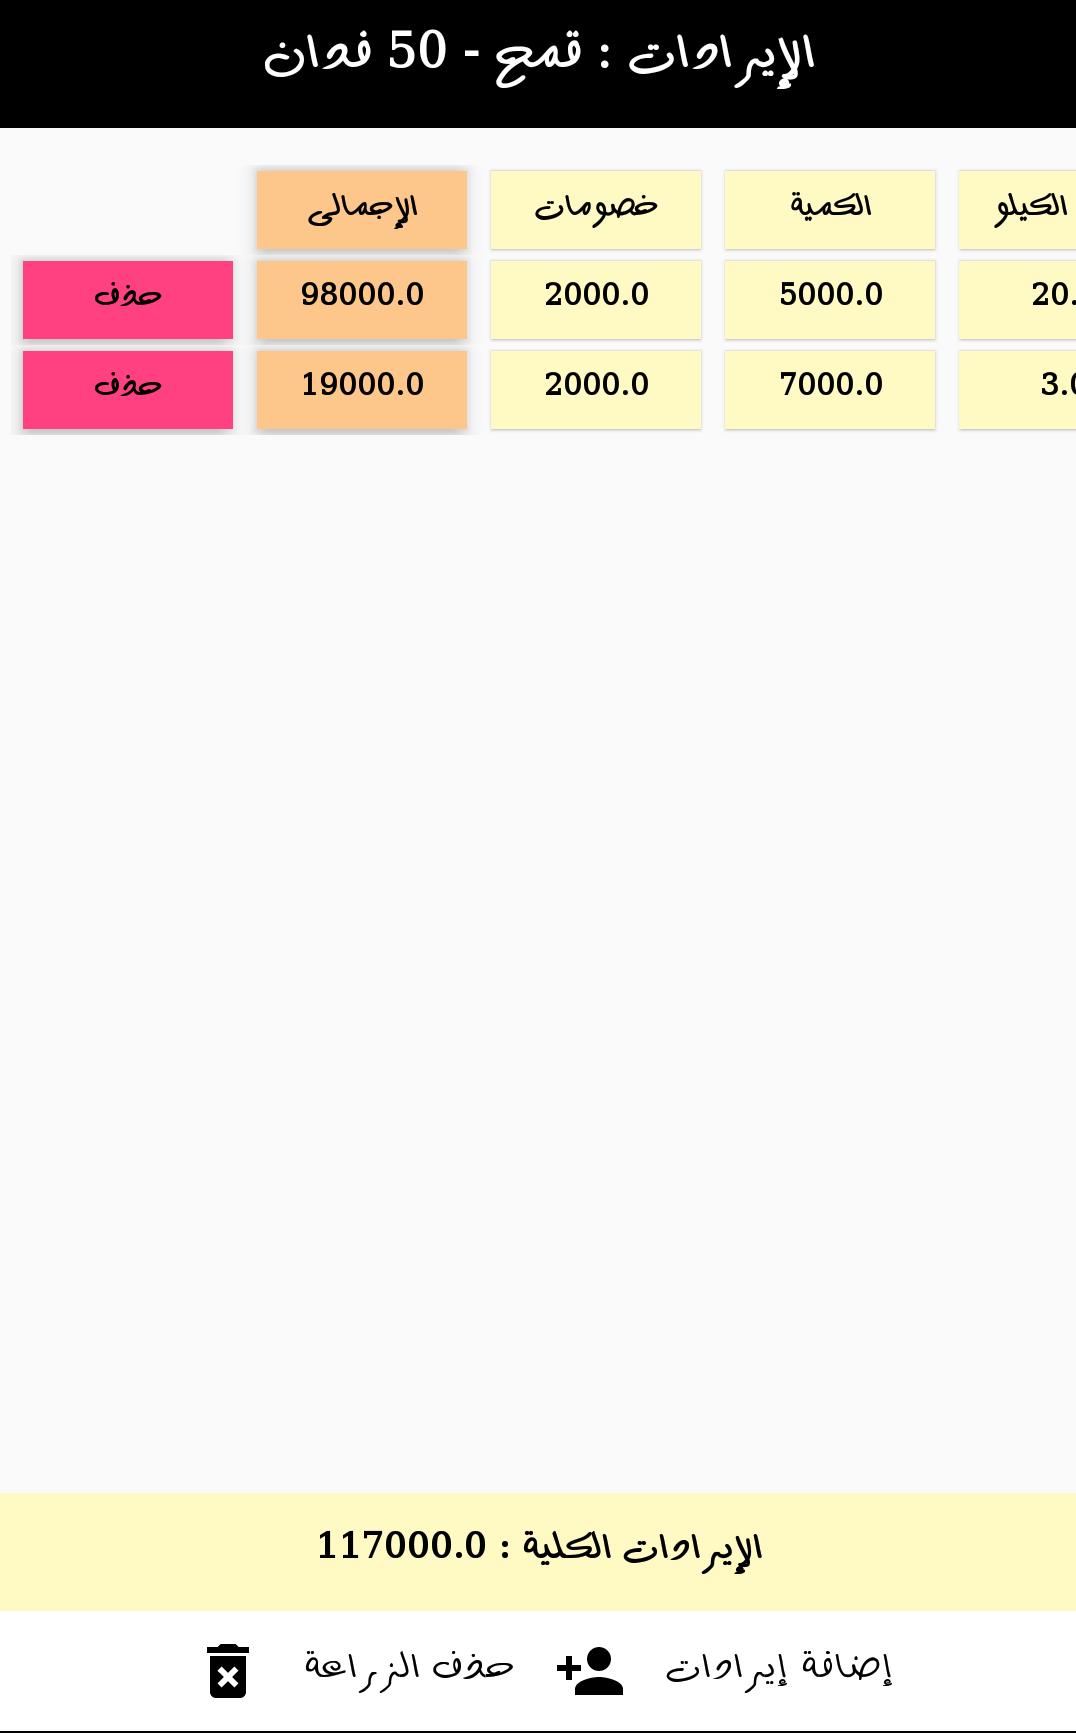 الإيرادات : قمح - 50 فدان
الكيلو الكمية خصومات الإجمالى
20. 5000.0 2000.0 98000.0 حذف
3.0 7000.0 2000.0 19000.0 حذف
الإيرادات الكلية : 117000.0
إضافة إيرادات حذف الزراعة